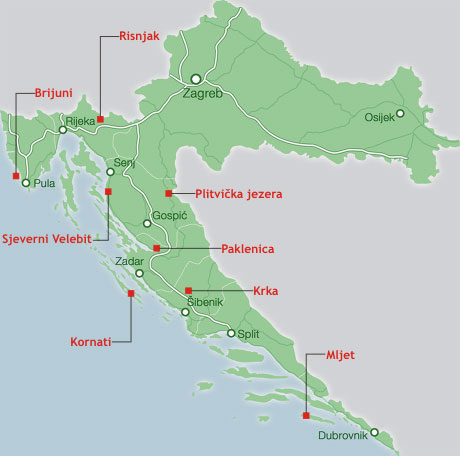 Risnjak
Zagreb
Brijuni
Rijeka
Osijek
Senj
Pula
Plitvička jezera
Gospić
Sjeverni Velebit
Paklenica
Zadar
Krka
Šibenik
Kornati
Split
Mljet
Dubrovnik